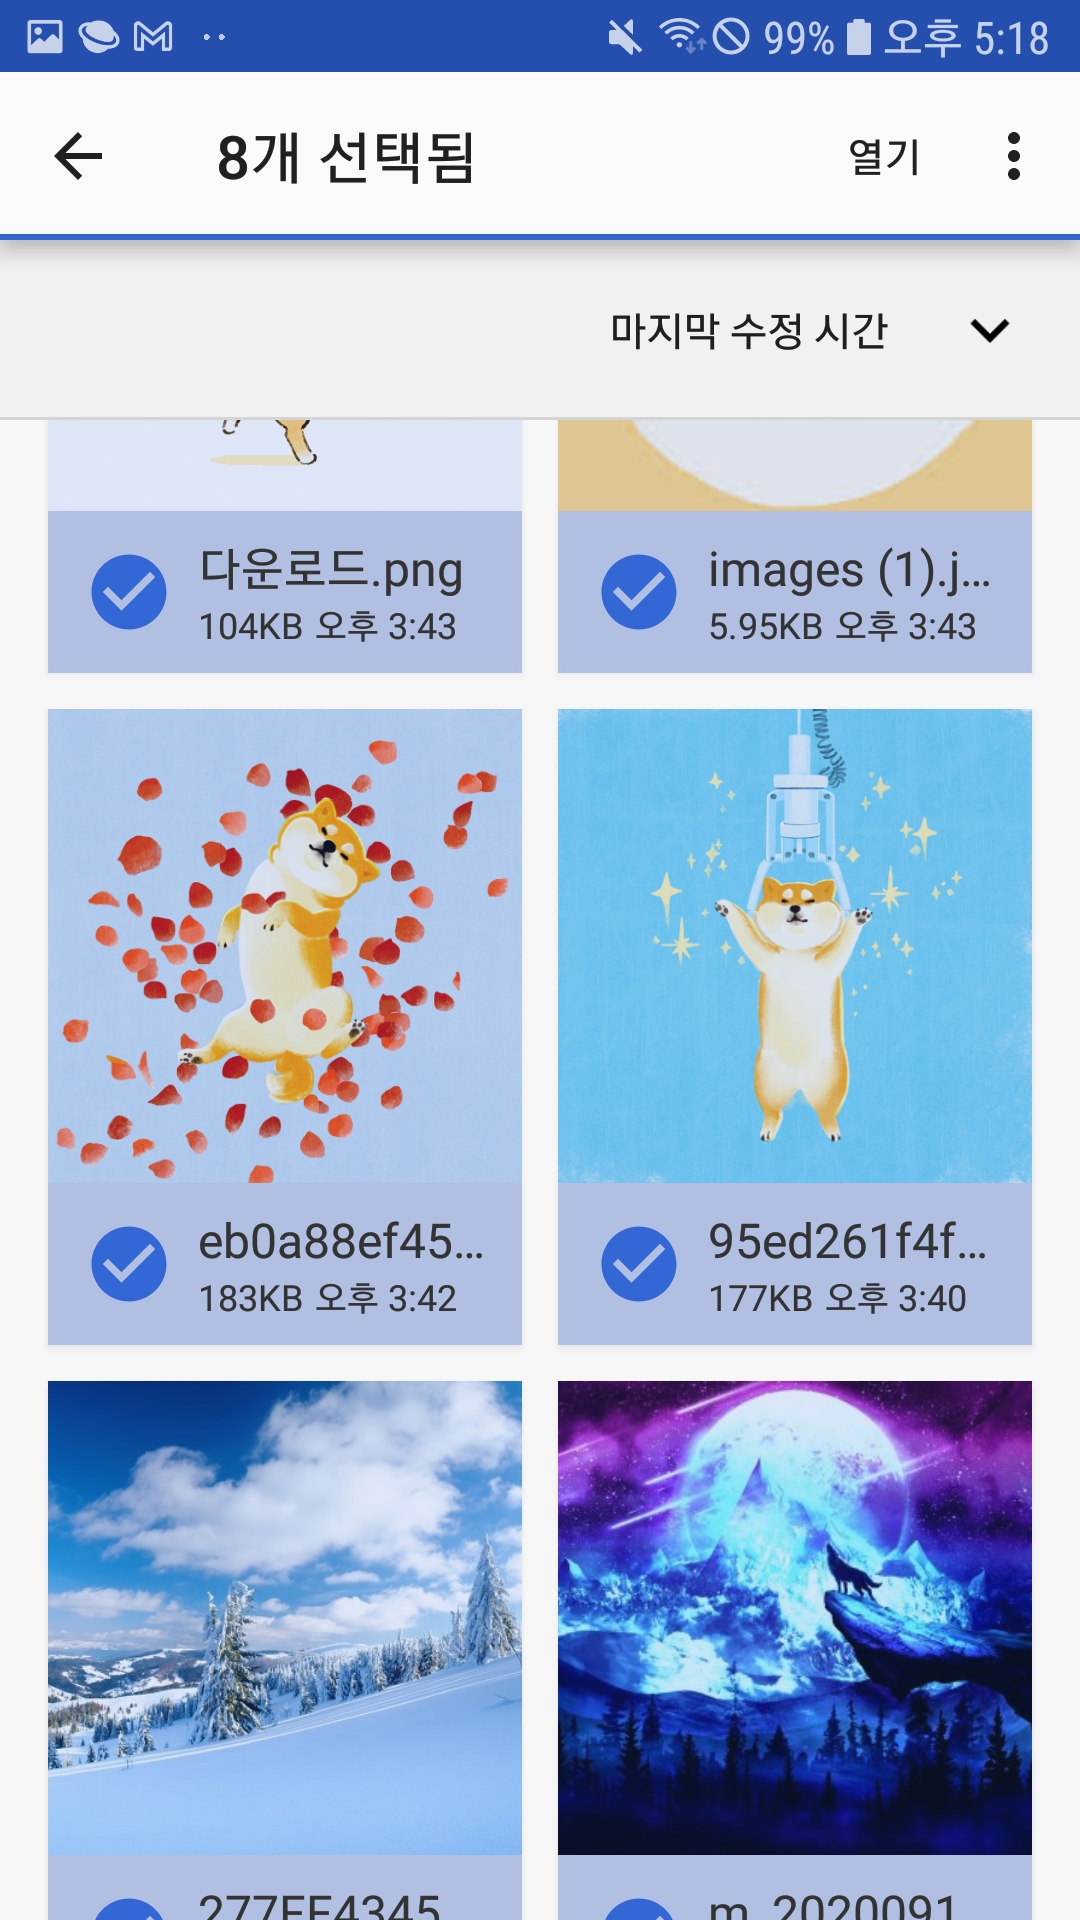 99% 오후 5:18
8개 선택됨
열기
마지막 수정 시간
다운로드.png
104KB 오후 3:43
images (1).j...
5.95KB 오후 3:43
eb0a88ef45...
183KB 오후 3:42
95ed261f4f...
177KB 오후 3:40
277FF4345
m_2020091